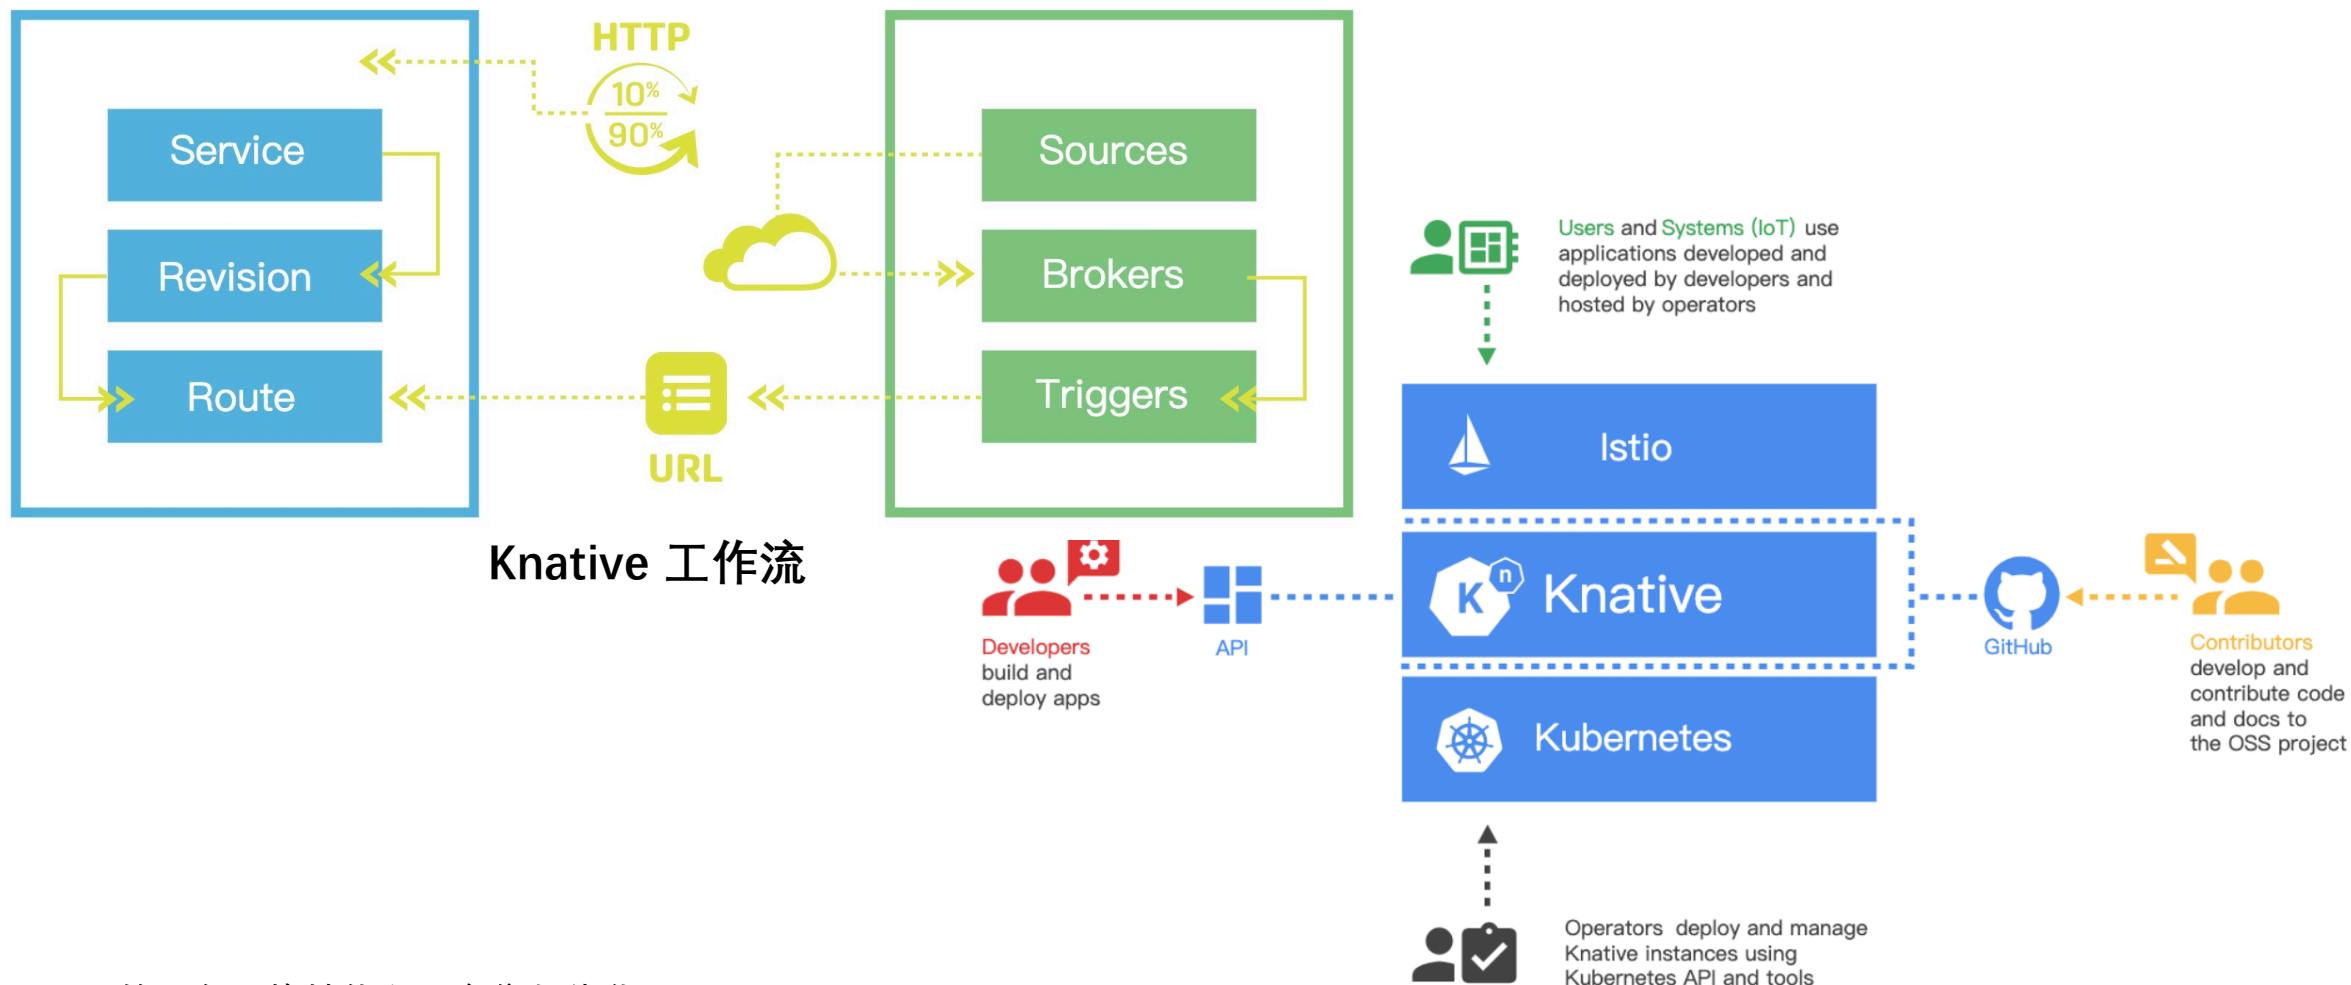 HTTP
10%
90%
Service
Revision
Route
Sources
Brokers
Triggers
URL
Knative 工作流
Users and Systems (IoT) use
applications developed and
deployed by developers and
hosted by operators
Istio
K
n
Knative
Kubernetes
Developers
build and
deploy apps
API
GitHub
Contributors
develop and
contribute code
and docs to
the OSS project
Operators deploy and manage
Knative instances using
Kubernetes API and tools